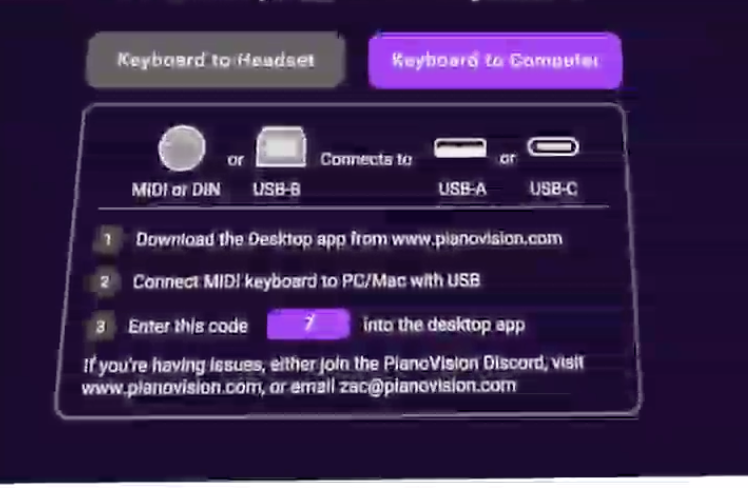 Keyboard to Headset
Keyboard to Computer
or Connects to or
MIDI or DIN USB-B USB-A USB-C
1 Download the Desktop app from www.pianovision.com
2 Connect MIDI keyboard to PC/Mac with USB
3 Enter this code 7 into the desktop app
If you're having issues, either join the PianoVision Discord, visit
www.pianovision.com, or email zac@pianovision.com